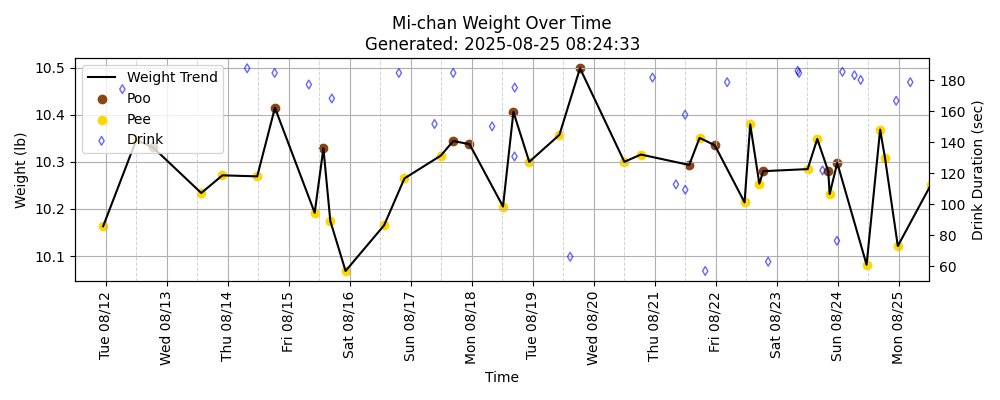 Mi-chan Weight Over Time
Generated: 2025-08-25 08:24:33
Weight (lb)
10.5
10.4
10.3
10.2
10.1
Weight Trend
Poo
Pee
Drink
180
160
140
120
100
80
60
Drink Duration (sec)
Tue 08/12
Wed 08/13
Thu 08/14
Fri 08/15
Sat 08/16
Sun 08/17
Mon 08/18
Tue 08/19
Wed 08/20
Thu 08/21
Fri 08/22
Sat 08/23
Sun 08/24
Mon 08/25
Time